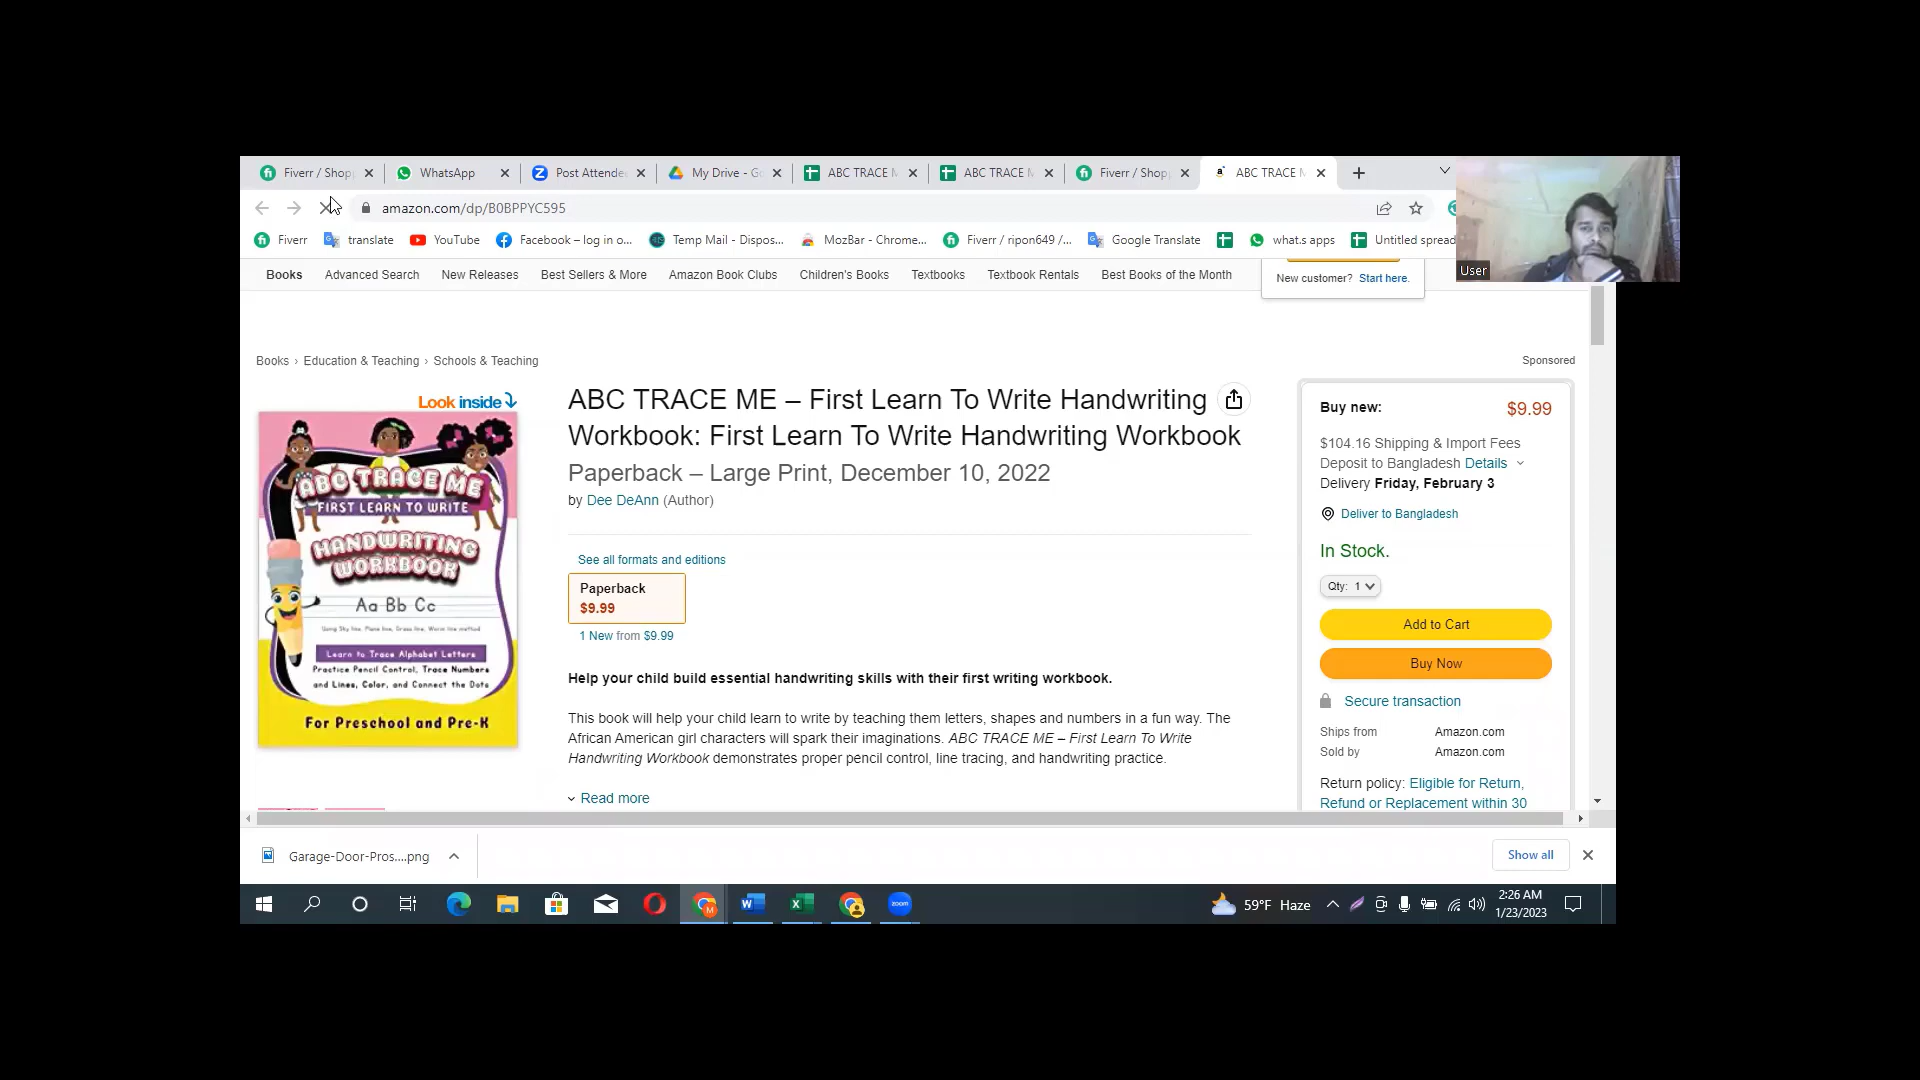 Fiverr / Shop
WhatsApp
Post Attende
My Drive - Go
ABC TRACE M
ABC TRACE M
Fiverr / Shop
ABC TRACE M
amazon.com/dp/B0BPPYC595
Fiverr
translate
YouTube
Facebook – log in o...
Temp Mail - Dispos...
MozBar - Chrome...
Fiverr / ripon649 /...
Google Translate
what.s apps
Untitled spread
User
Books
Advanced Search
New Releases
Best Sellers & More
Amazon Book Clubs
Children's Books
Textbooks
Textbook Rentals
Best Books of the Month
New customer? Start here.
Books › Education & Teaching › Schools & Teaching
Sponsored
Look inside
ABC TRACE ME
FIRST LEARN TO WRITE
HANDWRITING
WORKBOOK
Aa Bb Cc
Using Sky line, Plane line, Grass line, Worm line method
Learn to Trace Alphabet Letters
Practice Pencil Control, Trace Numbers
and Lines, Color, and Connect the Dots
For Preschool and Pre-K
ABC TRACE ME – First Learn To Write Handwriting
Workbook: First Learn To Write Handwriting Workbook
Paperback – Large Print, December 10, 2022
by Dee DeAnn (Author)
See all formats and editions
Paperback
$9.99
1 New from $9.99
Help your child build essential handwriting skills with their first writing workbook.
This book will help your child learn to write by teaching them letters, shapes and numbers in a fun way. The
African American girl characters will spark their imaginations. ABC TRACE ME – First Learn To Write
Handwriting Workbook demonstrates proper pencil control, line tracing, and handwriting practice.
Read more
Buy new: $9.99
$104.16 Shipping & Import Fees
Deposit to Bangladesh Details
Delivery Friday, February 3
Deliver to Bangladesh
In Stock.
Qty: 1
Add to Cart
Buy Now
Secure transaction
Ships from Amazon.com
Sold by Amazon.com
Return policy: Eligible for Return,
Refund or Replacement within 30
Garage-Door-Pros....png
Show all
zoom
59°F Haze
2:26 AM
1/23/2023